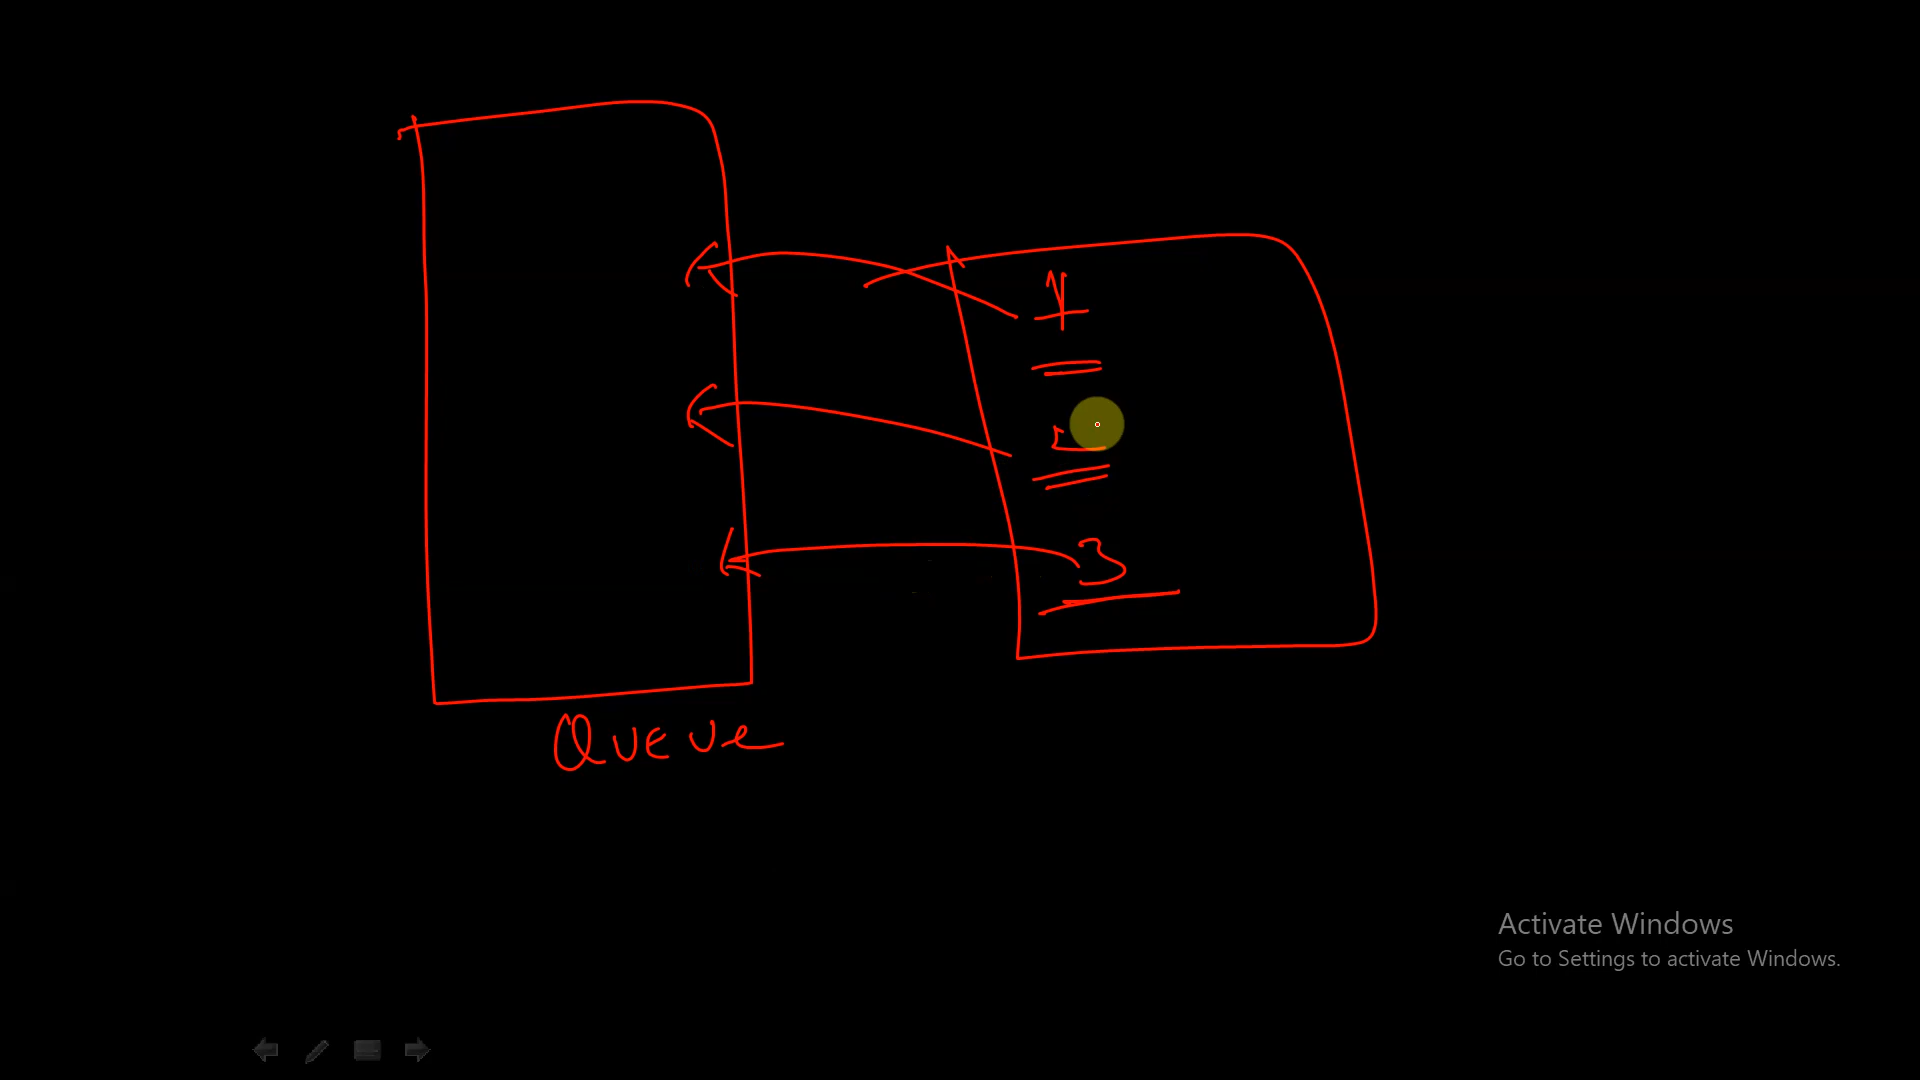 1
2
3
Queue
Activate Windows
Go to Settings to activate Windows.